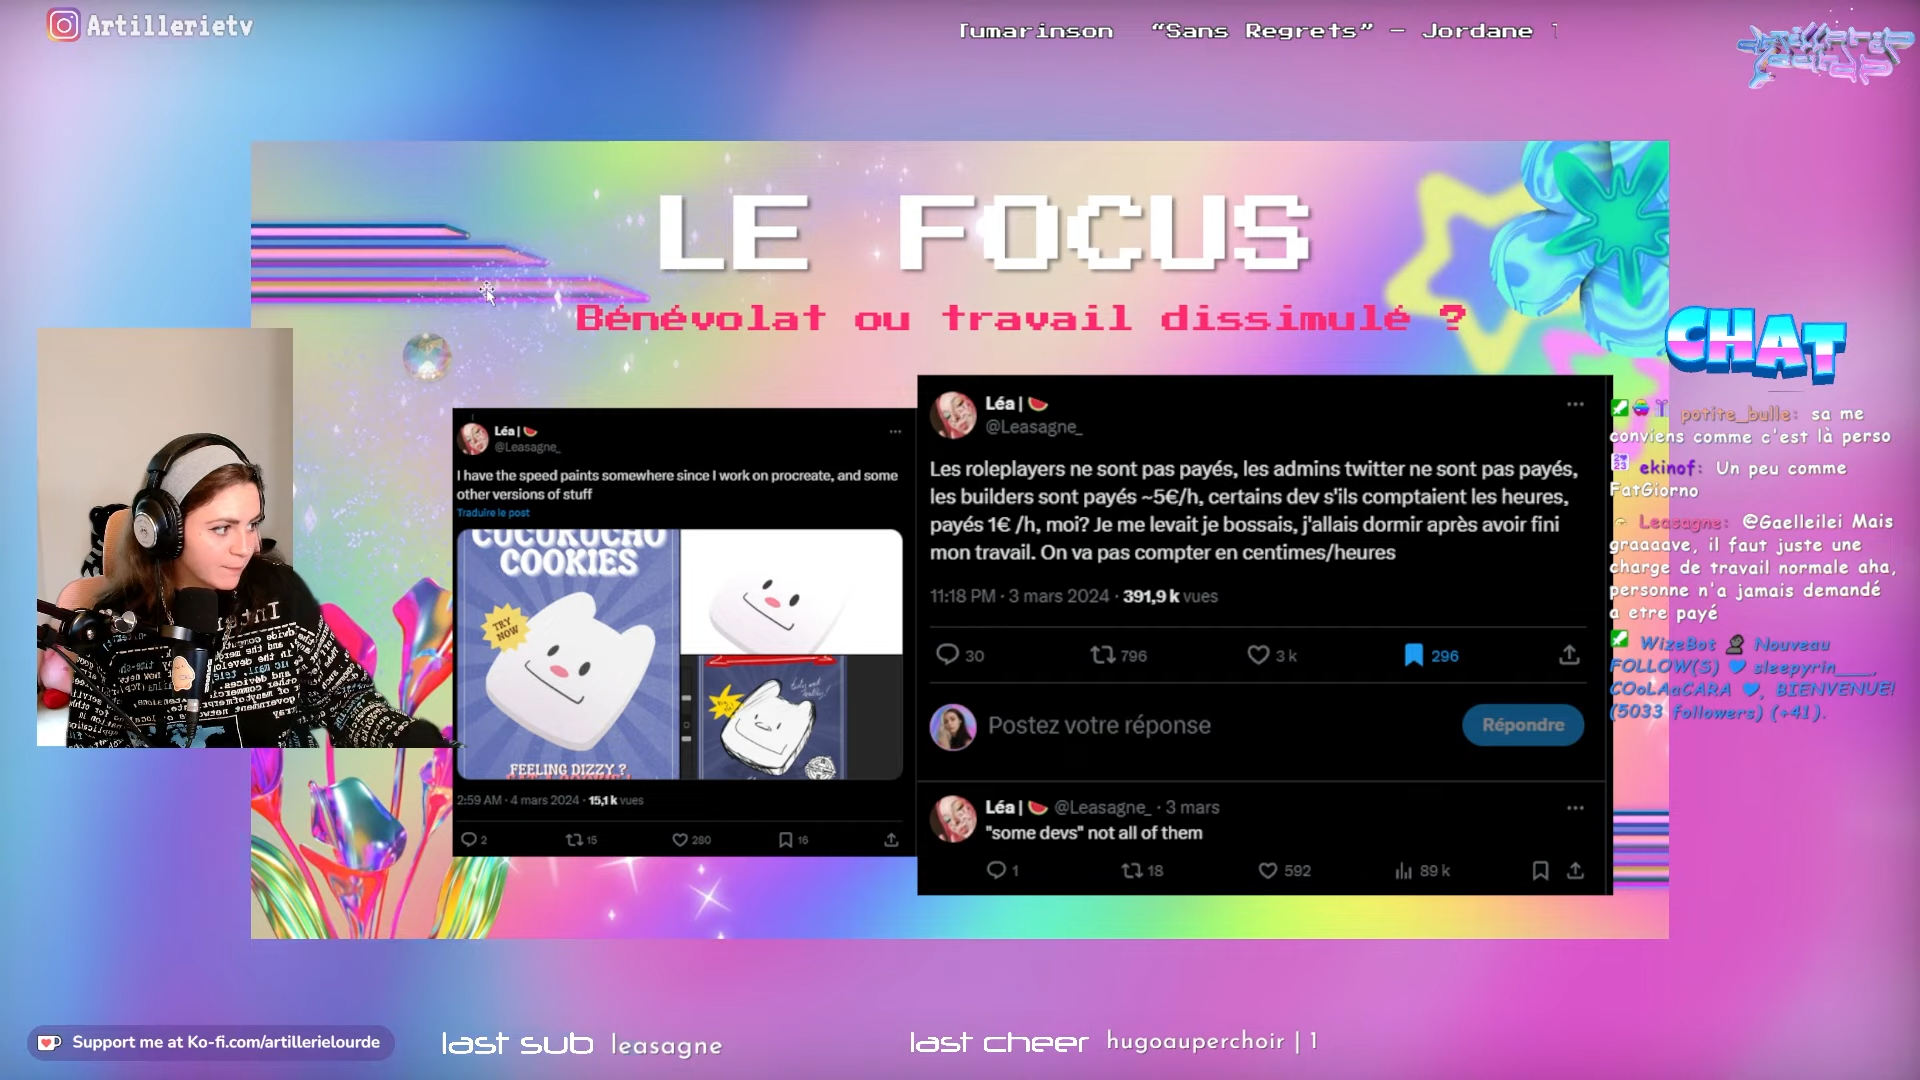 Artillerietv
Tumarinson “Sans Regrets” – Jordane
LE FOCUS
Bénévolat ou travail dissimulé ?
Léa | 🍉
@Leasagne_
I have the speed paints somewhere since I work on procreate, and some
other versions of stuff
Traduire le post
CUCURUCHO
COOKIES
TRY
NOW
FEELING DIZZY ?
2:59 AM · 4 mars 2024 · 15,1 k vues
2 15 280 16
Léa | 🍉
@Leasagne_
Les roleplayers ne sont pas payés, les admins twitter ne sont pas payés,
les builders sont payés ~5€/h, certains dev s'ils comptaient les heures,
payés 1€ /h, moi? Je me levait je bossais, j'allais dormir après avoir fini
mon travail. On va pas compter en centimes/heures
11:18 PM · 3 mars 2024 · 391,9 k vues
30 796 3 k 296
Postez votre réponse
Répondre
Léa | 🍉 @Leasagne_ · 3 mars
"some devs" not all of them
1 18 592 89 k
CHAT
potite_bulle: sa me
conviens comme c'est là perso
ekinof: Un peu comme
FatGiorno
Leasagne: @Gaelleilei Mais
graaaave, il faut juste une
charge de travail normale aha,
personne n'a jamais demandé
a etre payé
WizeBot 👤 Nouveau
FOLLOW(S) 💙 sleepyrin___,
COoLAaCARA 💙, BIENVENUE!
(5033 followers) (+41).
Support me at Ko-fi.com/artillerielourde
last sub leasagne
last cheer hugoauperchoir | 1